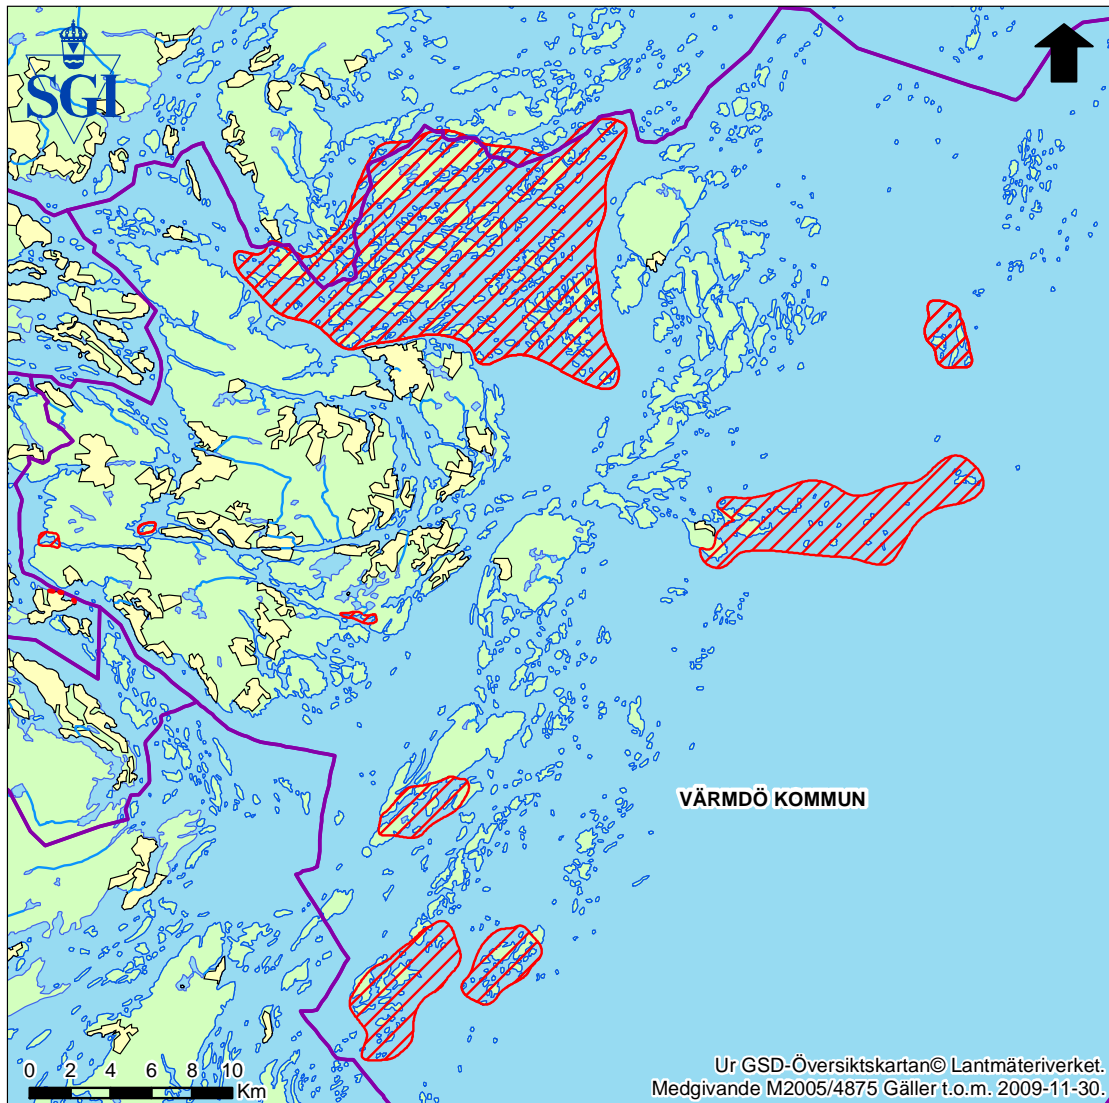 SGI
VÄRMDÖ KOMMUN
0 2 4 6 8 10
Km
Ur GSD-Översiktskartan© Lantmäteriverket.
Medgivande M2005/4875 Gäller t.o.m. 2009-11-30.